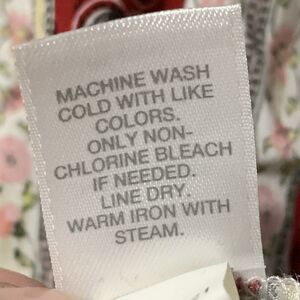 MACHINE WASH
COLD WITH LIKE
COLORS.
ONLY NON-
CHLORINE BLEACH
IF NEEDED.
LINE DRY.
WARM IRON WITH
STEAM.